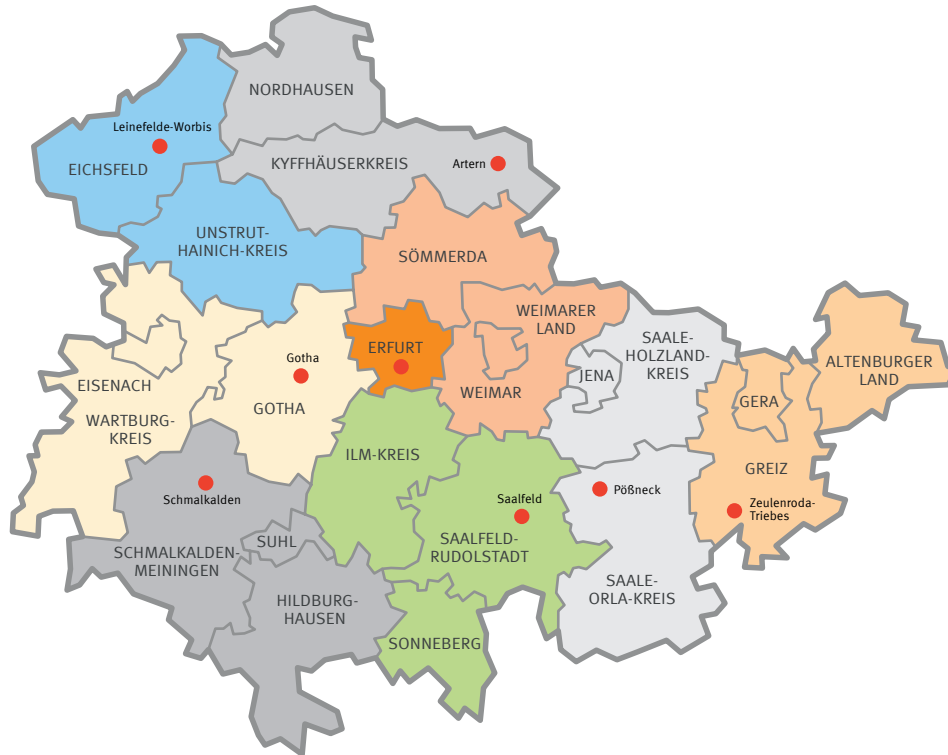 NORDHAUSEN
Leinefelde-Worbis
EICHSFELD
KYFFHÄUSERKREIS
Artern
UNSTRUT-
HAINICH-KREIS
SÖMMERDA
WEIMARER
LAND
SAALE-
HOLZLAND-
KREIS
ERFURT
Gotha
GOTHA
EISENACH
WARTBURG-
KREIS
WEIMAR
JENA
GERA
ALTENBURGER
LAND
ILM-KREIS
GREIZ
Schmalkalden
Saalfeld
Pößneck
Zeulenroda-
Triebes
SUHL
SCHMALKALDEN-
MEININGEN
SAALFELD-
RUDOLSTADT
HILDBURG-
HAUSEN
SAALE-
ORLA-KREIS
SONNEBERG